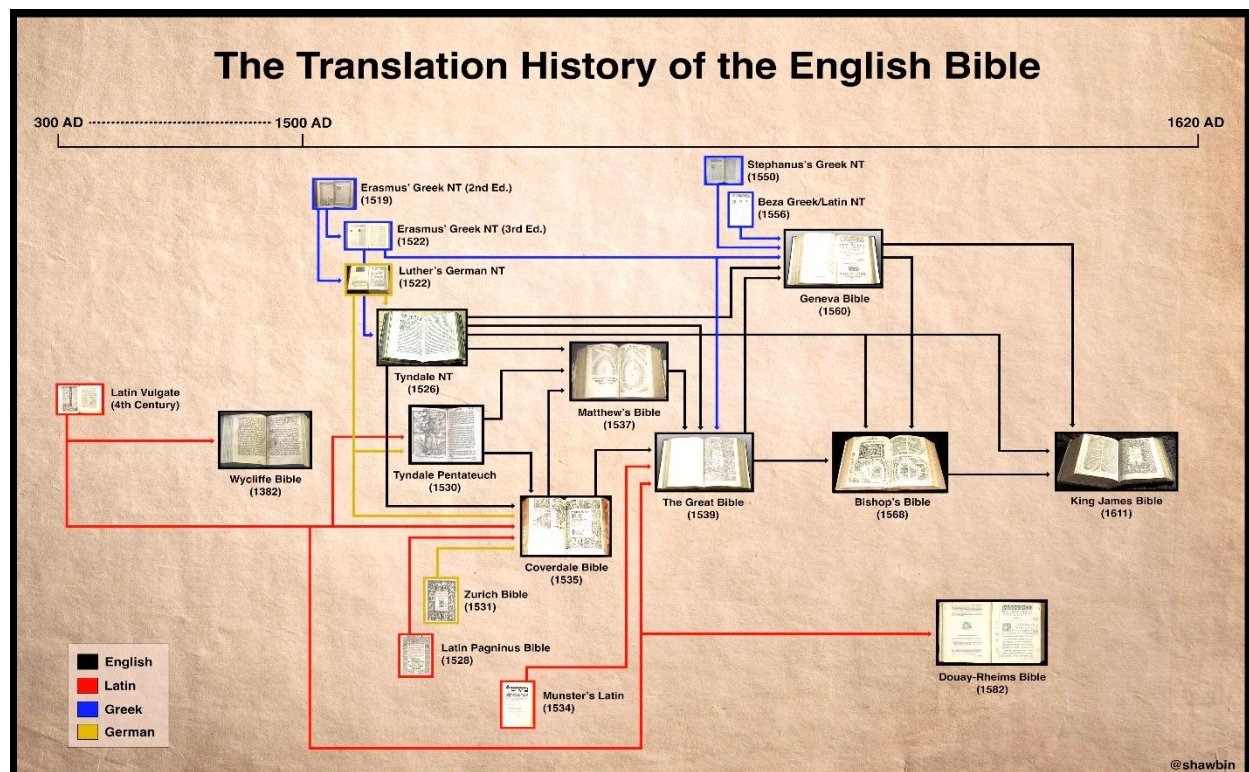 The Translation History of the English Bible
300 AD
1500 AD
1620 AD
Stephanus's Greek NT
(1550)
Erasmus' Greek NT (2nd Ed.)
(1519)
Beza Greek/Latin NT
(1556)
Erasmus' Greek NT (3rd Ed.)
(1522)
Luther's German NT
(1522)
Geneva Bible
(1560)
Tyndale NT
(1526)
Latin Vulgate
(4th Century)
Matthew's Bible
(1537)
Wycliffe Bible
(1382)
Tyndale Pentateuch
(1530)
The Great Bible
(1539)
Bishop's Bible
(1568)
King James Bible
(1611)
Coverdale Bible
(1535)
Zurich Bible
(1531)
Latin Pagninus Bible
(1528)
Munster's Latin
(1534)
Douay-Rheims Bible
(1582)
English
Latin
Greek
German
@shawbin